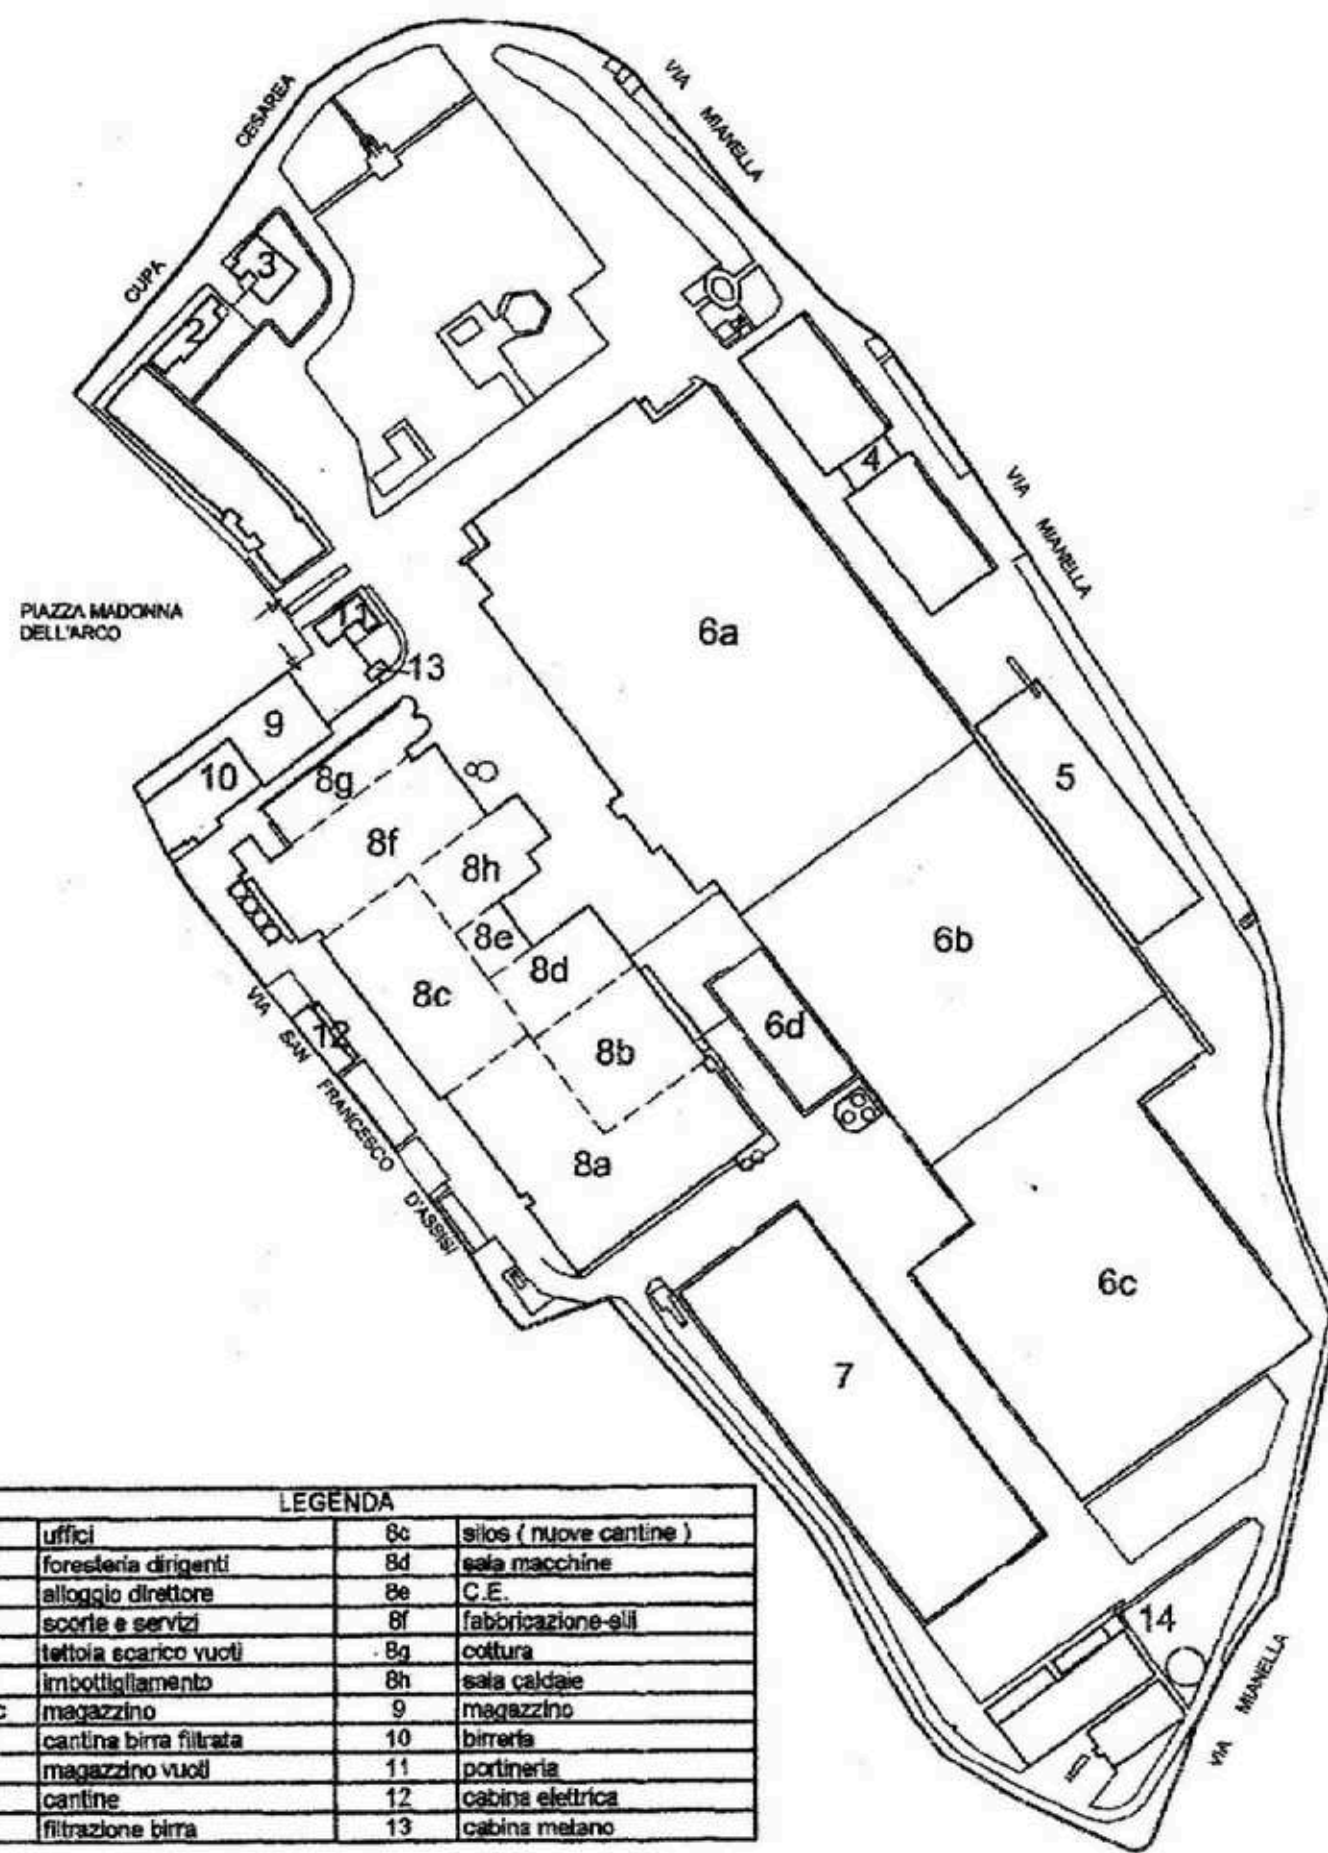 CUPA
CESAREA
VIA
MIANELLA
3
2
4
VIA
MIANELLA
PIAZZA MADONNA
DELL'ARCO
11
13
6a
9
10
8g
5
8f
8h
8e
8d
6b
8c
6d
12
8b
VIA
SAN
FRANCESCO
D'ASSISI
8a
6c
7
14
VIA
MIANELLA
LEGENDA
uffici 8c silos ( nuove cantine )
foresteria dirigenti 8d sala macchine
alloggio direttore 8e C.E.
scorte e servizi 8f fabbricazione-
tettoia scarico vuoti 8g cottura
imbottigliamento 8h sala caldaie
c magazzino 9 magazzino
cantina birra filtrata 10 birreria
magazzino vuoti 11 portineria
cantine 12 cabina elettrica
filtrazione birra 13 cabina metano